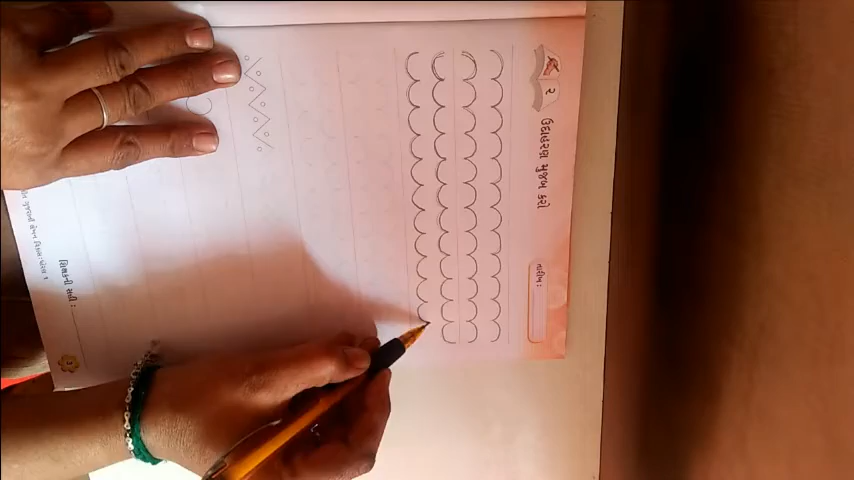 ૨
ઉદાહરણ મુજબ કરો
તારીખ :
શિક્ષકની સહી :